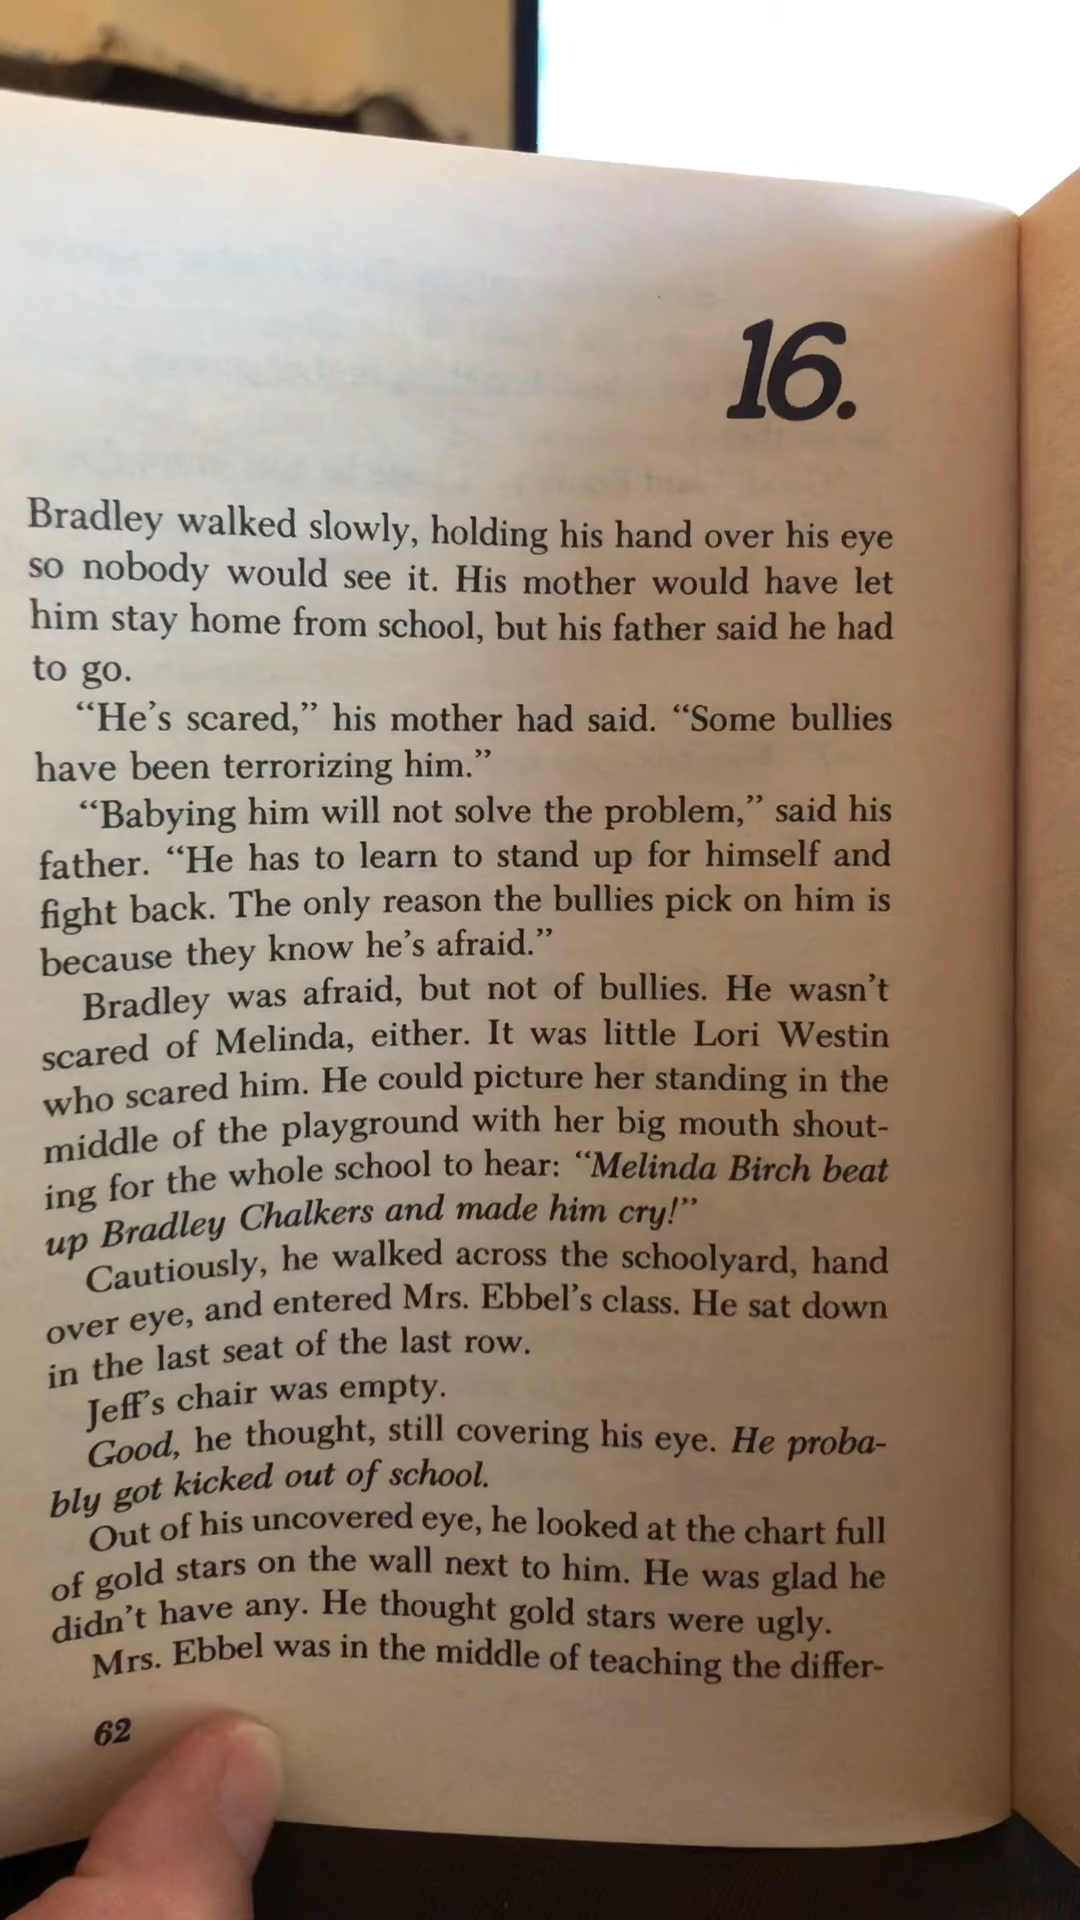 16.
Bradley walked slowly, holding his hand over his eye
so nobody would see it. His mother would have let
him stay home from school, but his father said he had
to go.
“He’s scared,” his mother had said. “Some bullies
have been terrorizing him.”
“Babying him will not solve the problem,” said his
father. “He has to learn to stand up for himself and
fight back. The only reason the bullies pick on him is
because they know he’s afraid.”
Bradley was afraid, but not of bullies. He wasn’t
scared of Melinda, either. It was little Lori Westin
who scared him. He could picture her standing in the
middle of the playground with her big mouth shout-
ing for the whole school to hear: “Melinda Birch beat
up Bradley Chalkers and made him cry!”
Cautiously, he walked across the schoolyard, hand
over eye, and entered Mrs. Ebbel’s class. He sat down
in the last seat of the last row.
Jeff’s chair was empty.
Good, he thought, still covering his eye. He proba-
bly got kicked out of school.
Out of his uncovered eye, he looked at the chart full
of gold stars on the wall next to him. He was glad he
didn’t have any. He thought gold stars were ugly.
Mrs. Ebbel was in the middle of teaching the differ-
62